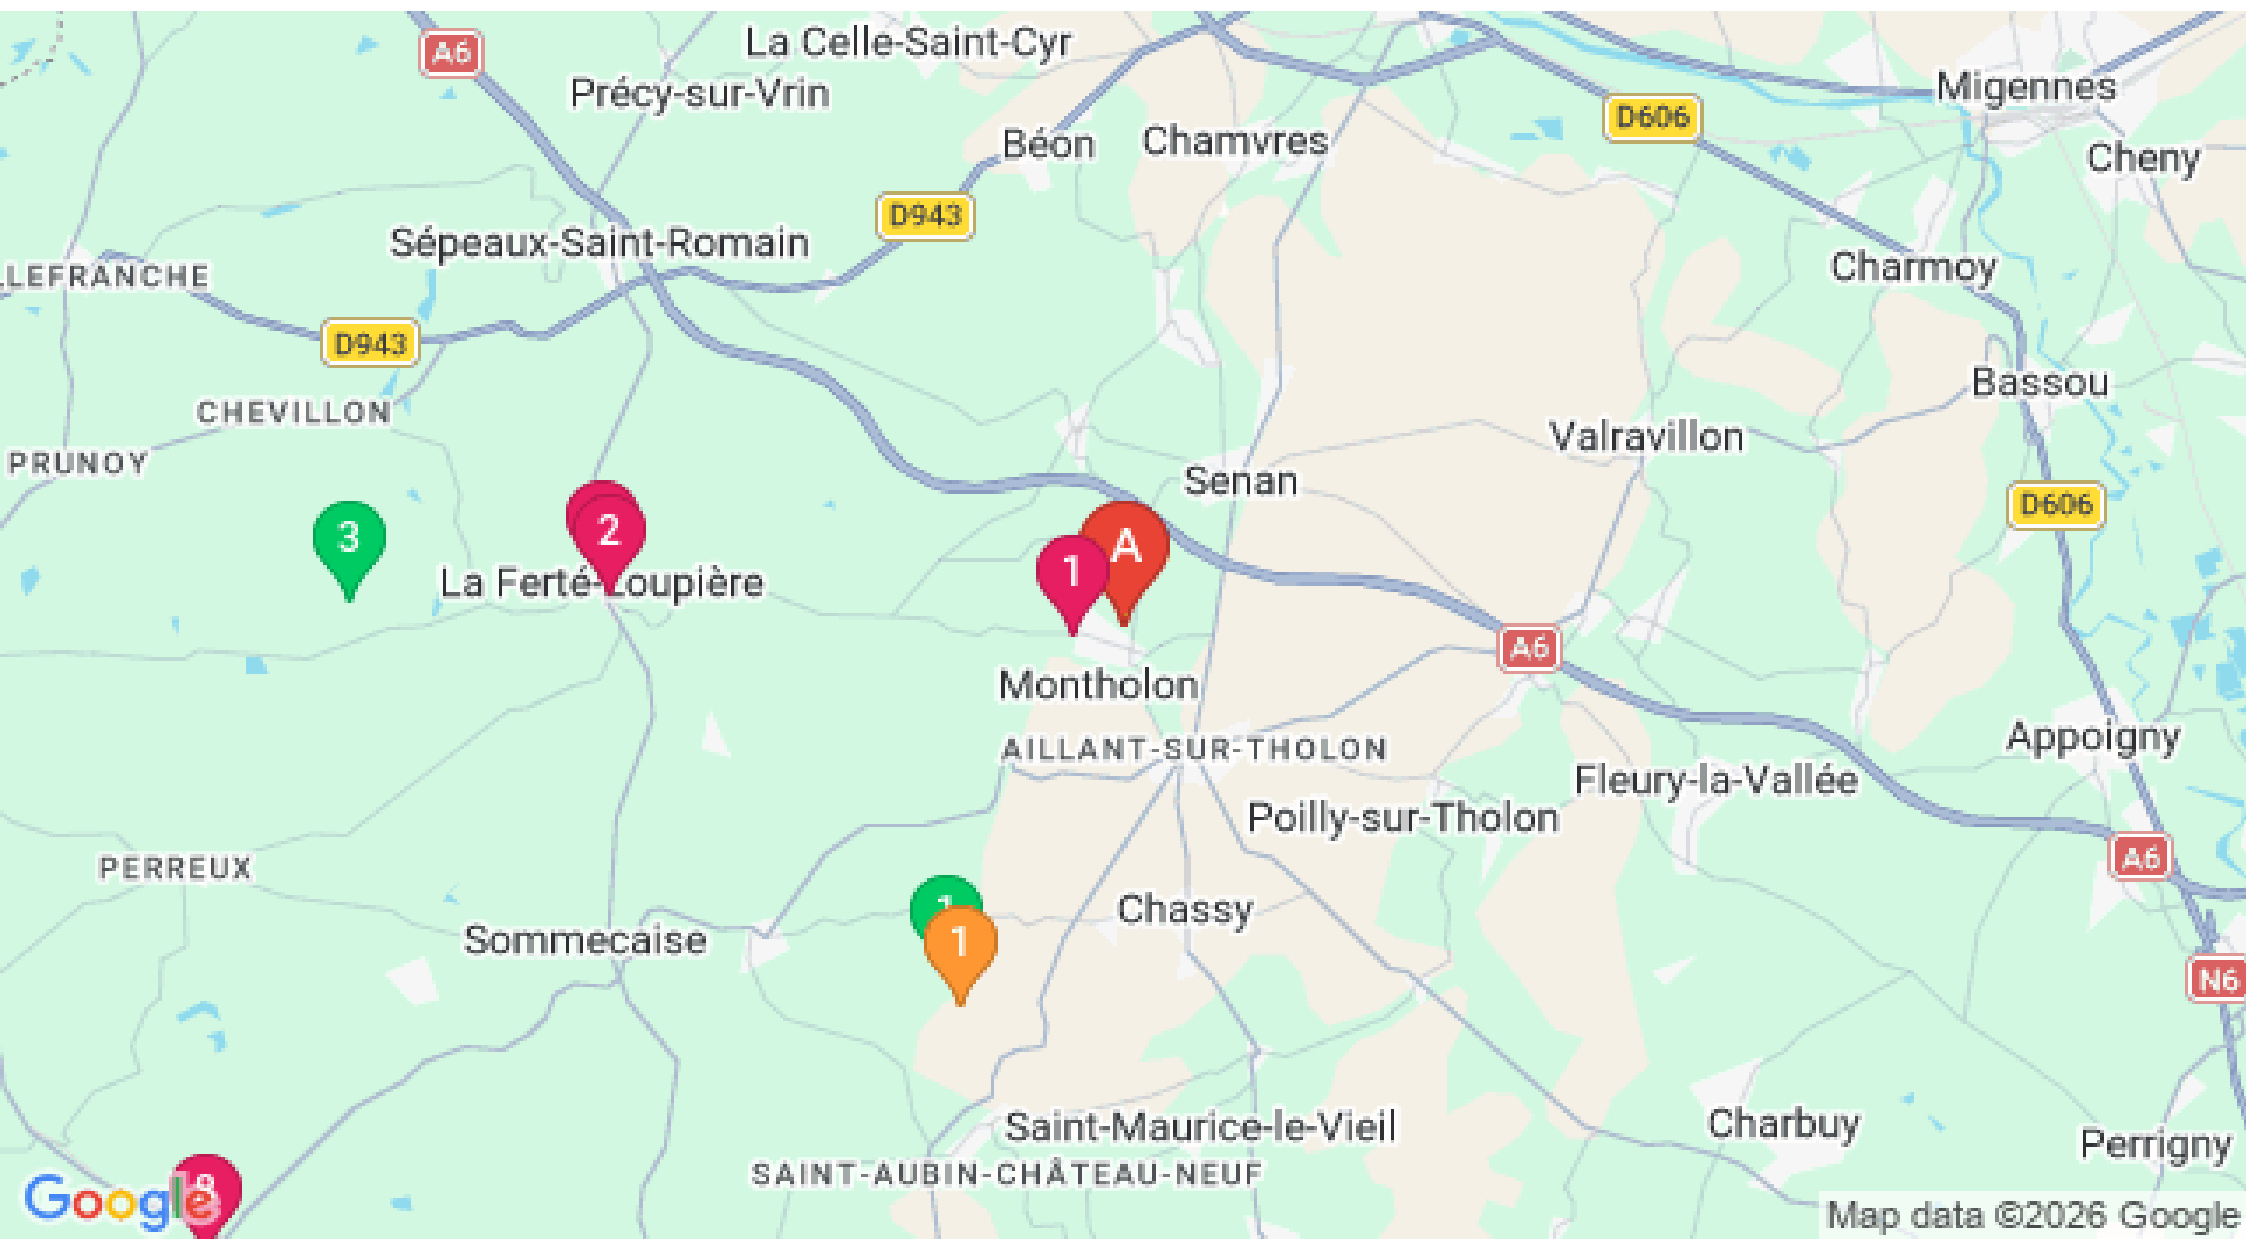 A6
La Celle-Saint-Cyr
Précy-sur-Vrin
Migennes
D606
Béon
Chamvres
Cheny
D943
Sépeaux-Saint-Romain
LLEFRANCHE
Charmoy
D943
Bassou
CHEVILLON
Valravillon
PRUNOY
Senan
D606
3
2
1
A
La Ferté-Loupière
A6
Montholon
Appoigny
AILLANT-SUR-THOLON
Fleury-la-Vallée
Poilly-sur-Tholon
A6
PERREUX
1
Chassy
Sommecaise
1
N6
Saint-Maurice-le-Vieil
Charbuy
Perrigny
SAINT-AUBIN-CHÂTEAU-NEUF
Google
Map data ©2026 Google